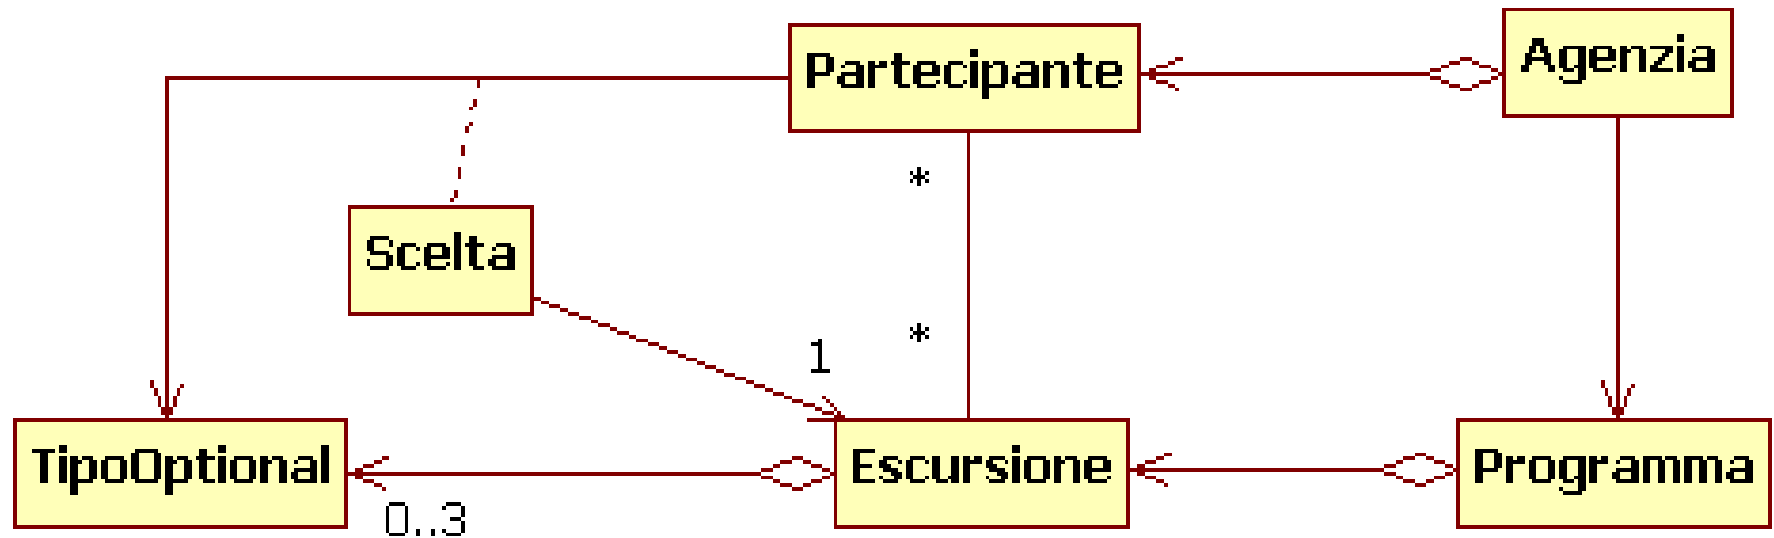 Partecipante
Agenzia
*
Scelta
*
1
TipoOptional
Escursione
Programma
0..3